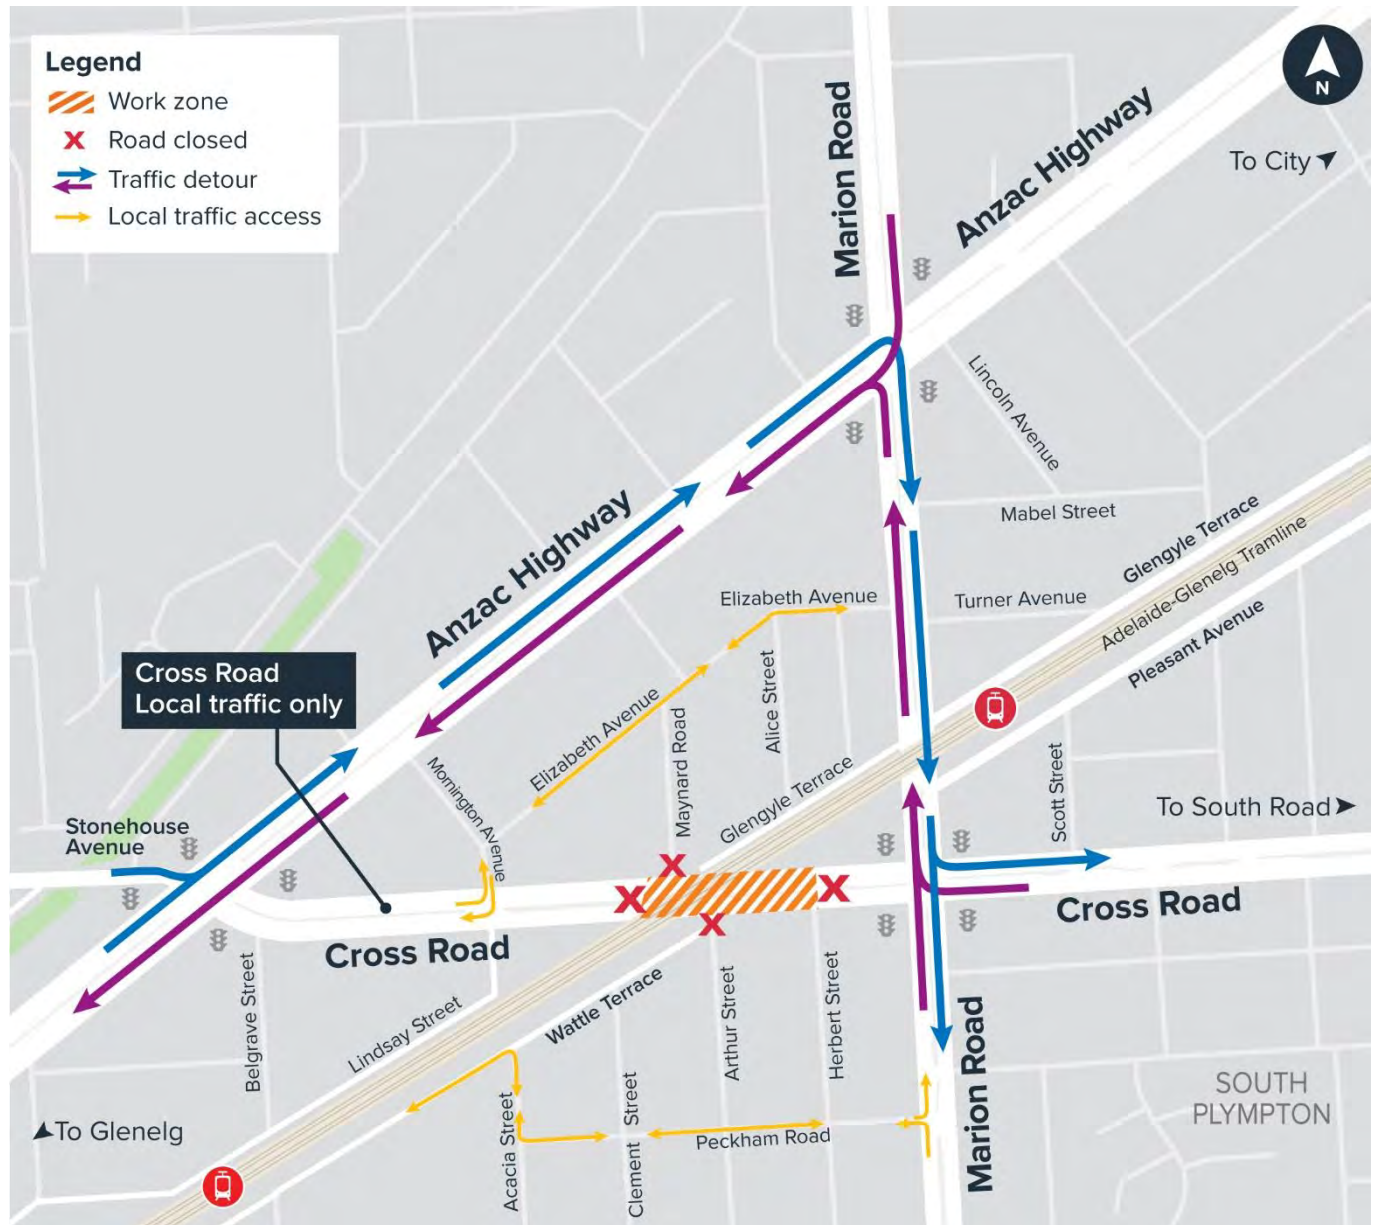 Legend
Work zone
Road closed
Traffic detour
Local traffic access
N
To City
Marion Road
Anzac Highway
Lincoln Avenue
Mabel Street
Glengyle Terrace
Adelaide-Glenelg Tramline
Pleasant Avenue
Anzac Highway
Elizabeth Avenue
Turner Avenue
Cross Road
Local traffic only
Elizabeth Avenue
Alice Street
Maynard Road
Mornington Avenue
Glengyle Terrace
Scott Street
To South Road
Stonehouse
Avenue
Cross Road
Cross Road
Belgrave Street
Lindsay Street
Wattle Terrace
Arthur Street
Herbert Street
Marion Road
To Glenelg
Acacia Street
Clement Street
Peckham Road
SOUTH
PLYMPTON